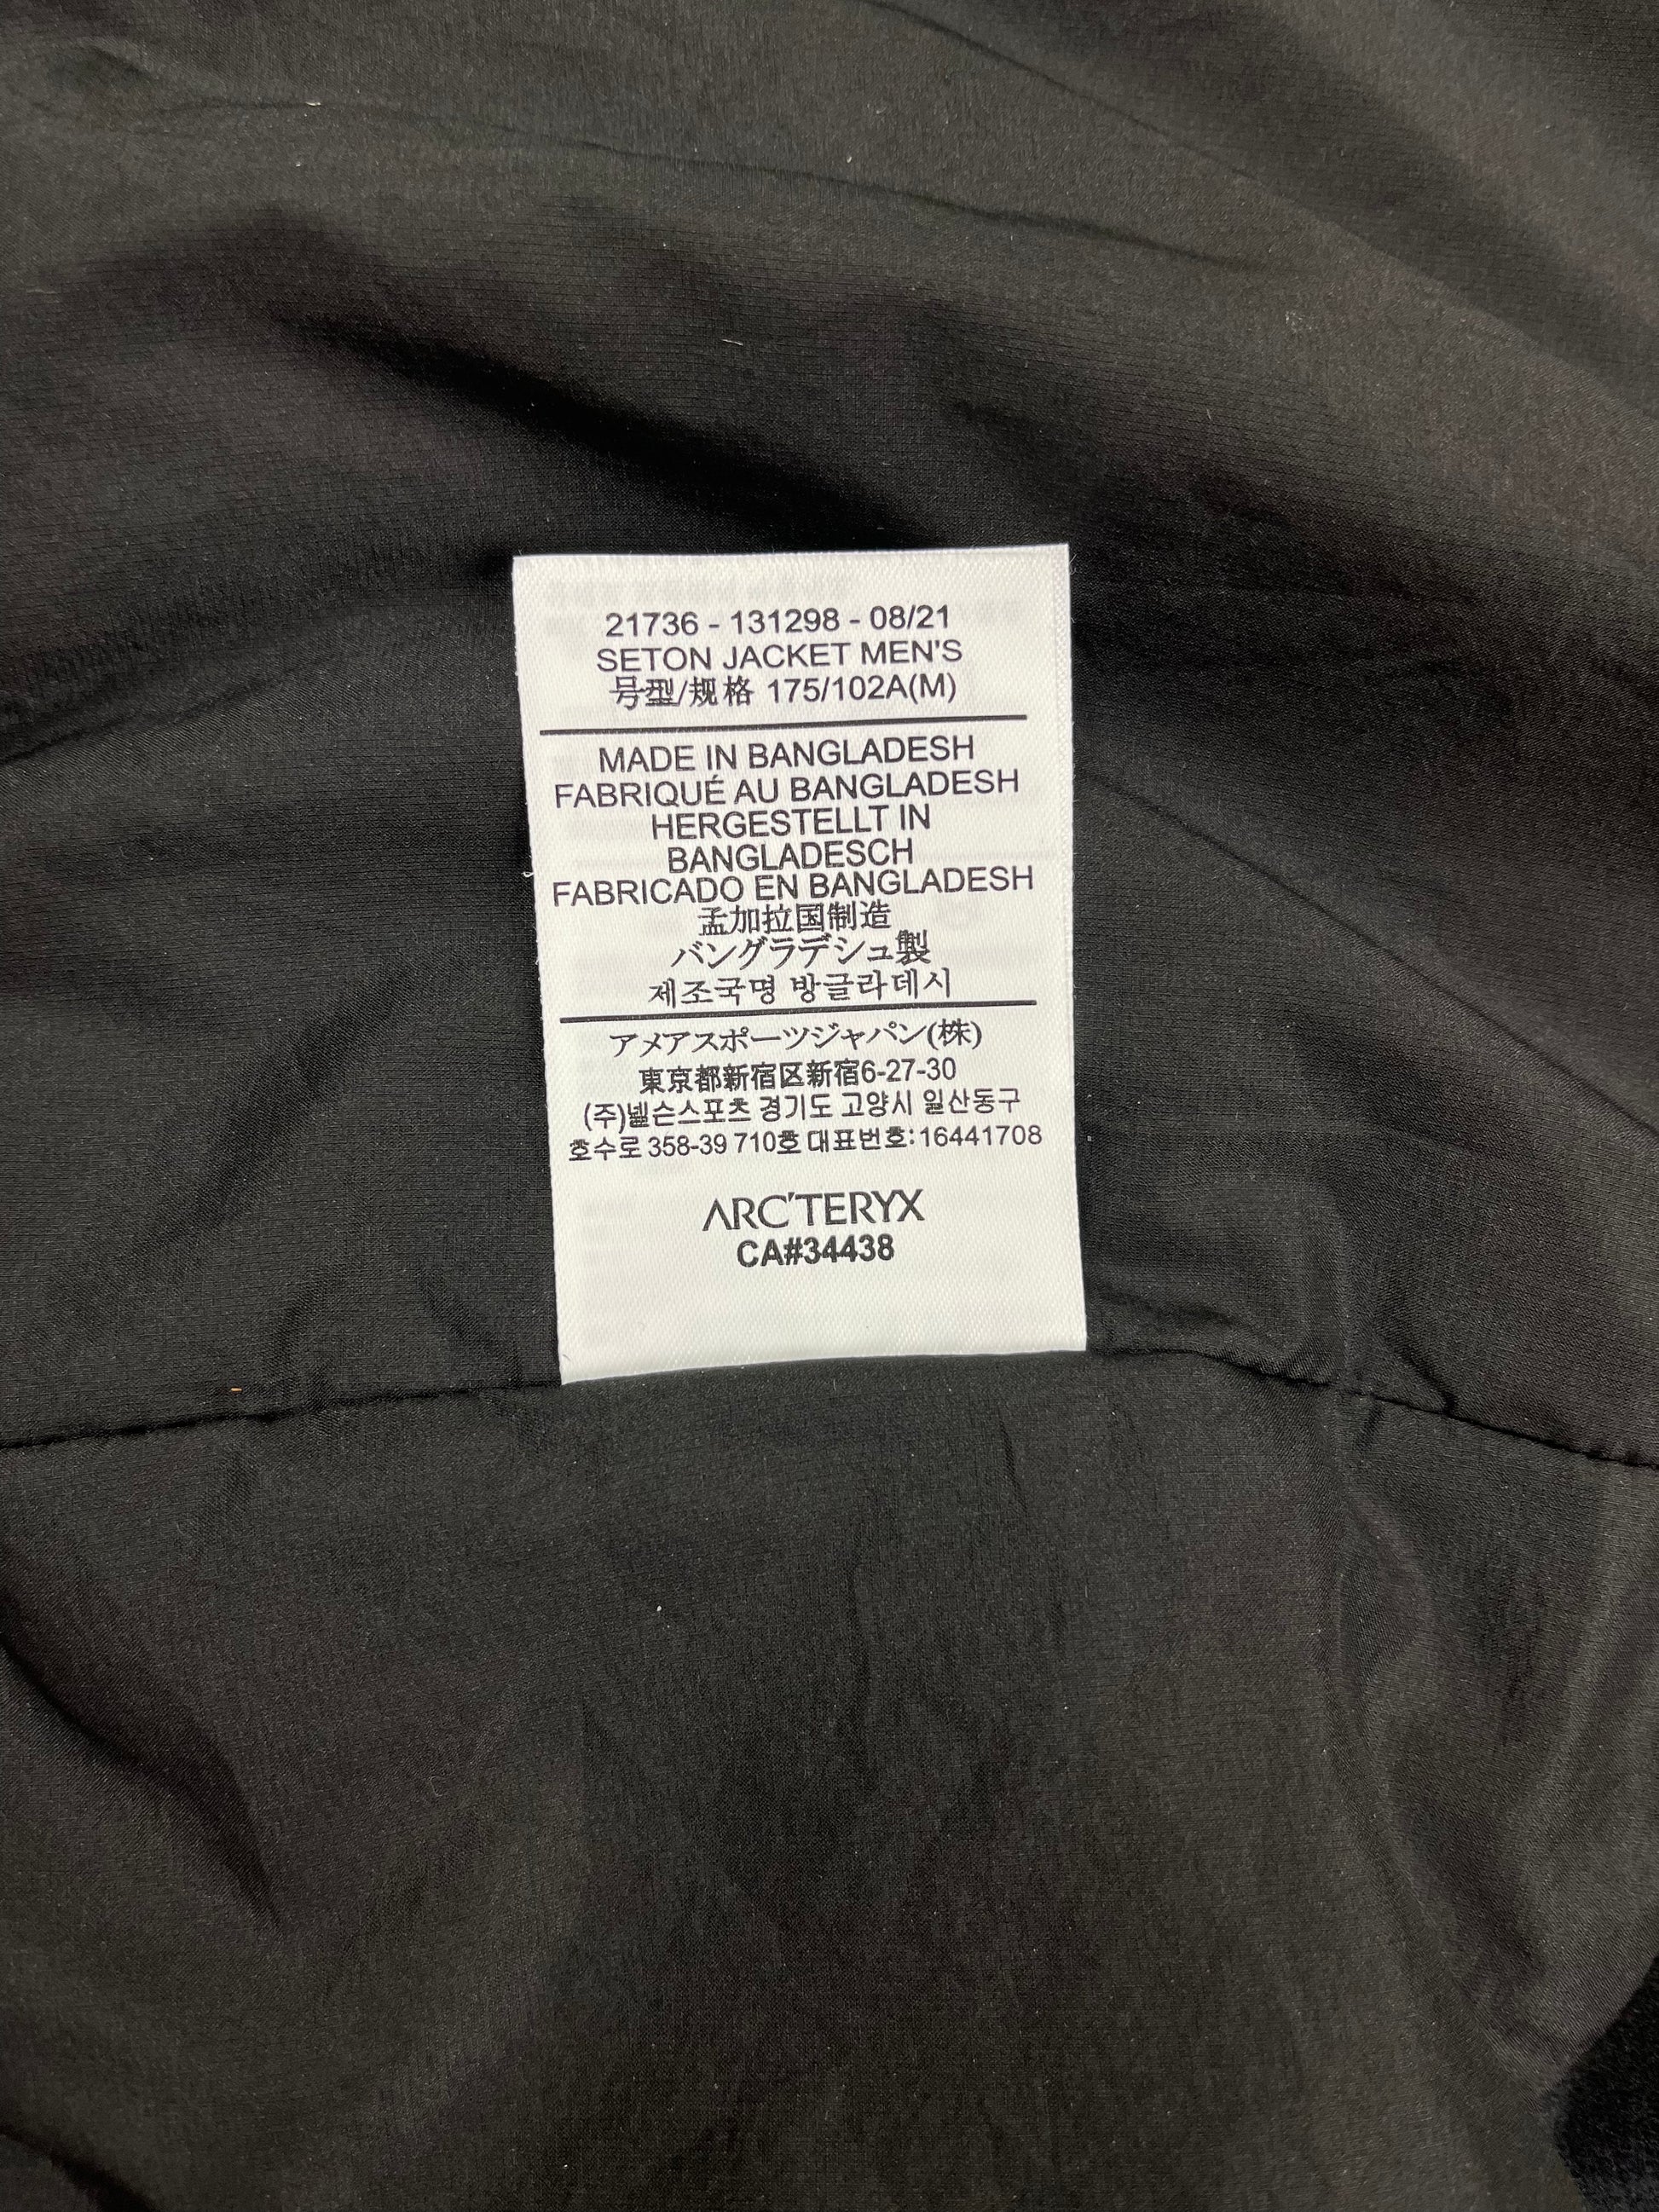 21736 - 131298 - 08/21
SETON JACKET MEN'S
号型/规格 175/102A(M)
MADE IN BANGLADESH
FABRIQUÉ AU BANGLADESH
HERGESTELLT IN
BANGLADESCH
FABRICADO EN BANGLADESH
孟加拉国制造
バングラデシュ製
제조국명 방글라데시
アメアスポーツジャパン(株)
東京都新宿区新宿6-27-30
(주)넬슨스포츠 경기도 고양시 일산동구
호수로 358-39 710호 대표번호:16441708
ARC'TERYX
CA#34438